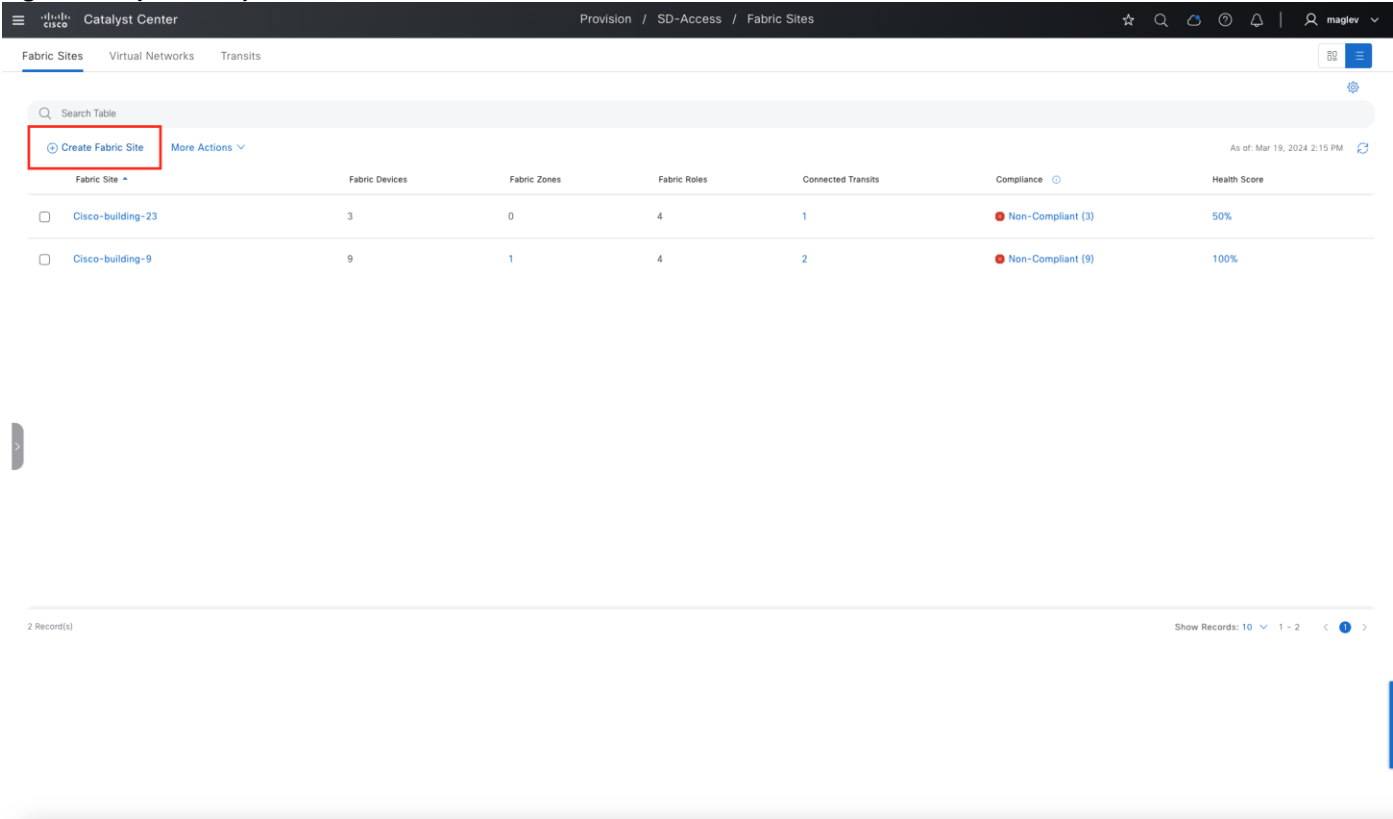 cisco Catalyst Center Provision / SD-Access / Fabric Sites maglev
Fabric Sites Virtual Networks Transits
Search Table
Create Fabric Site More Actions As of: Mar 19, 2024 2:15 PM
Fabric Site Fabric Devices Fabric Zones Fabric Roles Connected Transits Compliance Health Score
Cisco-building-23 3 0 4 1 Non-Compliant (3) 50%
Cisco-building-9 9 1 4 2 Non-Compliant (9) 100%
2 Record(s) Show Records: 10 1 - 2 < 1 >